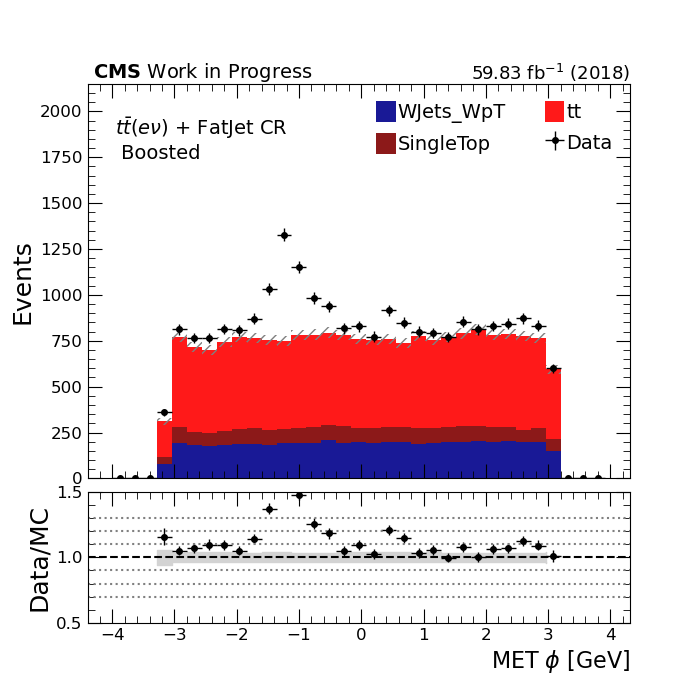 CMS Work in Progress
59.83 fb⁻¹ (2018)
tt̄(eν) + FatJet CR
Boosted
WJets_WpT
tt
SingleTop
Data
Events
2000
1750
1500
1250
1000
750
500
250
0
Data/MC
1.5
1.0
0.5
−4 −3 −2 −1 0 1 2 3 4
MET ϕ [GeV]